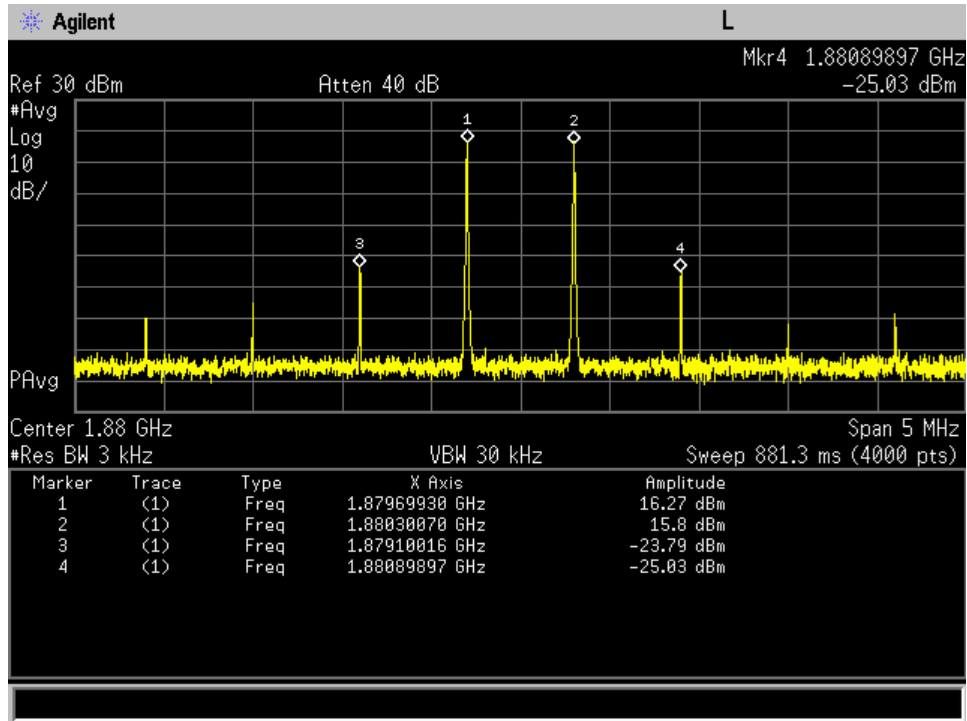 Agilent L
Mkr4 1.88089897 GHz
Ref 30 dBm Atten 40 dB -25.03 dBm
#Avg
Log
10
dB/
1 2
3 4
PAvg
Center 1.88 GHz Span 5 MHz
#Res BW 3 kHz VBW 30 kHz Sweep 881.3 ms (4000 pts)
Marker Trace Type X Axis Amplitude
1 (1) Freq 1.87969930 GHz 16.27 dBm
2 (1) Freq 1.88030070 GHz 15.8 dBm
3 (1) Freq 1.87910016 GHz -23.79 dBm
4 (1) Freq 1.88089897 GHz -25.03 dBm